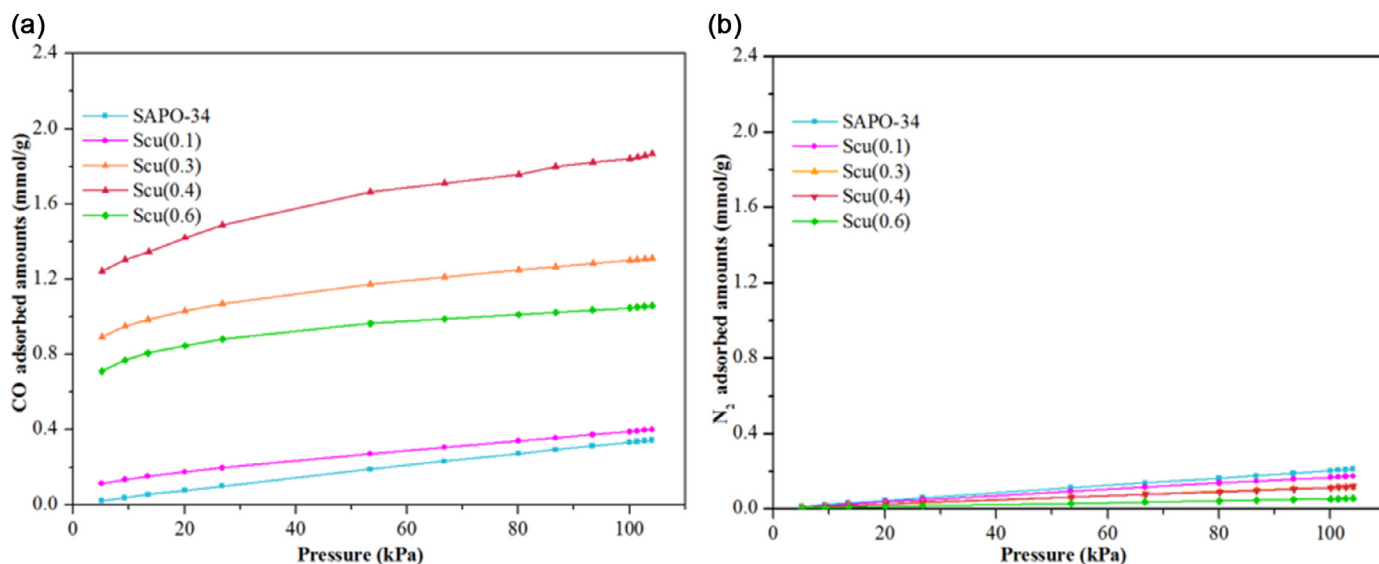 (a)
CO adsorbed amounts (mmol/g)
2.4
2.0
1.6
1.2
0.8
0.4
0.0
SAPO-34
Scu(0.1)
Scu(0.3)
Scu(0.4)
Scu(0.6)
0 20 40 60 80 100
Pressure (kPa)
(b)
N₂ adsorbed amounts (mmol/g)
2.4
2.0
1.6
1.2
0.8
0.4
0.0
SAPO-34
Scu(0.1)
Scu(0.3)
Scu(0.4)
Scu(0.6)
0 20 40 60 80 100
Pressure (kPa)